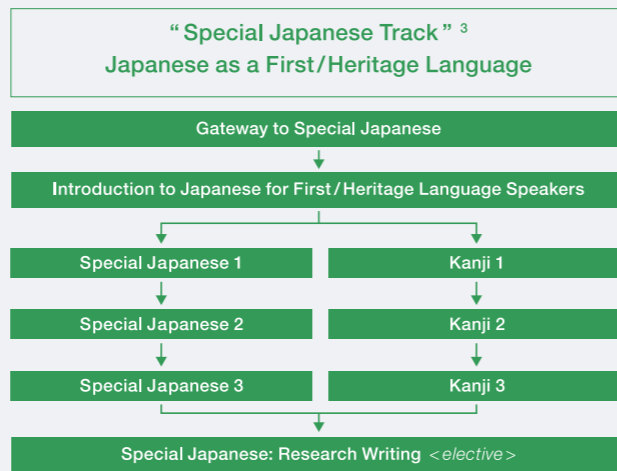 “ Special Japanese Track ” ³
Japanese as a First/Heritage Language
Gateway to Special Japanese
Introduction to Japanese for First/Heritage Language Speakers
Special Japanese 1
Kanji 1
Special Japanese 2
Kanji 2
Special Japanese 3
Kanji 3
Special Japanese: Research Writing <elective>